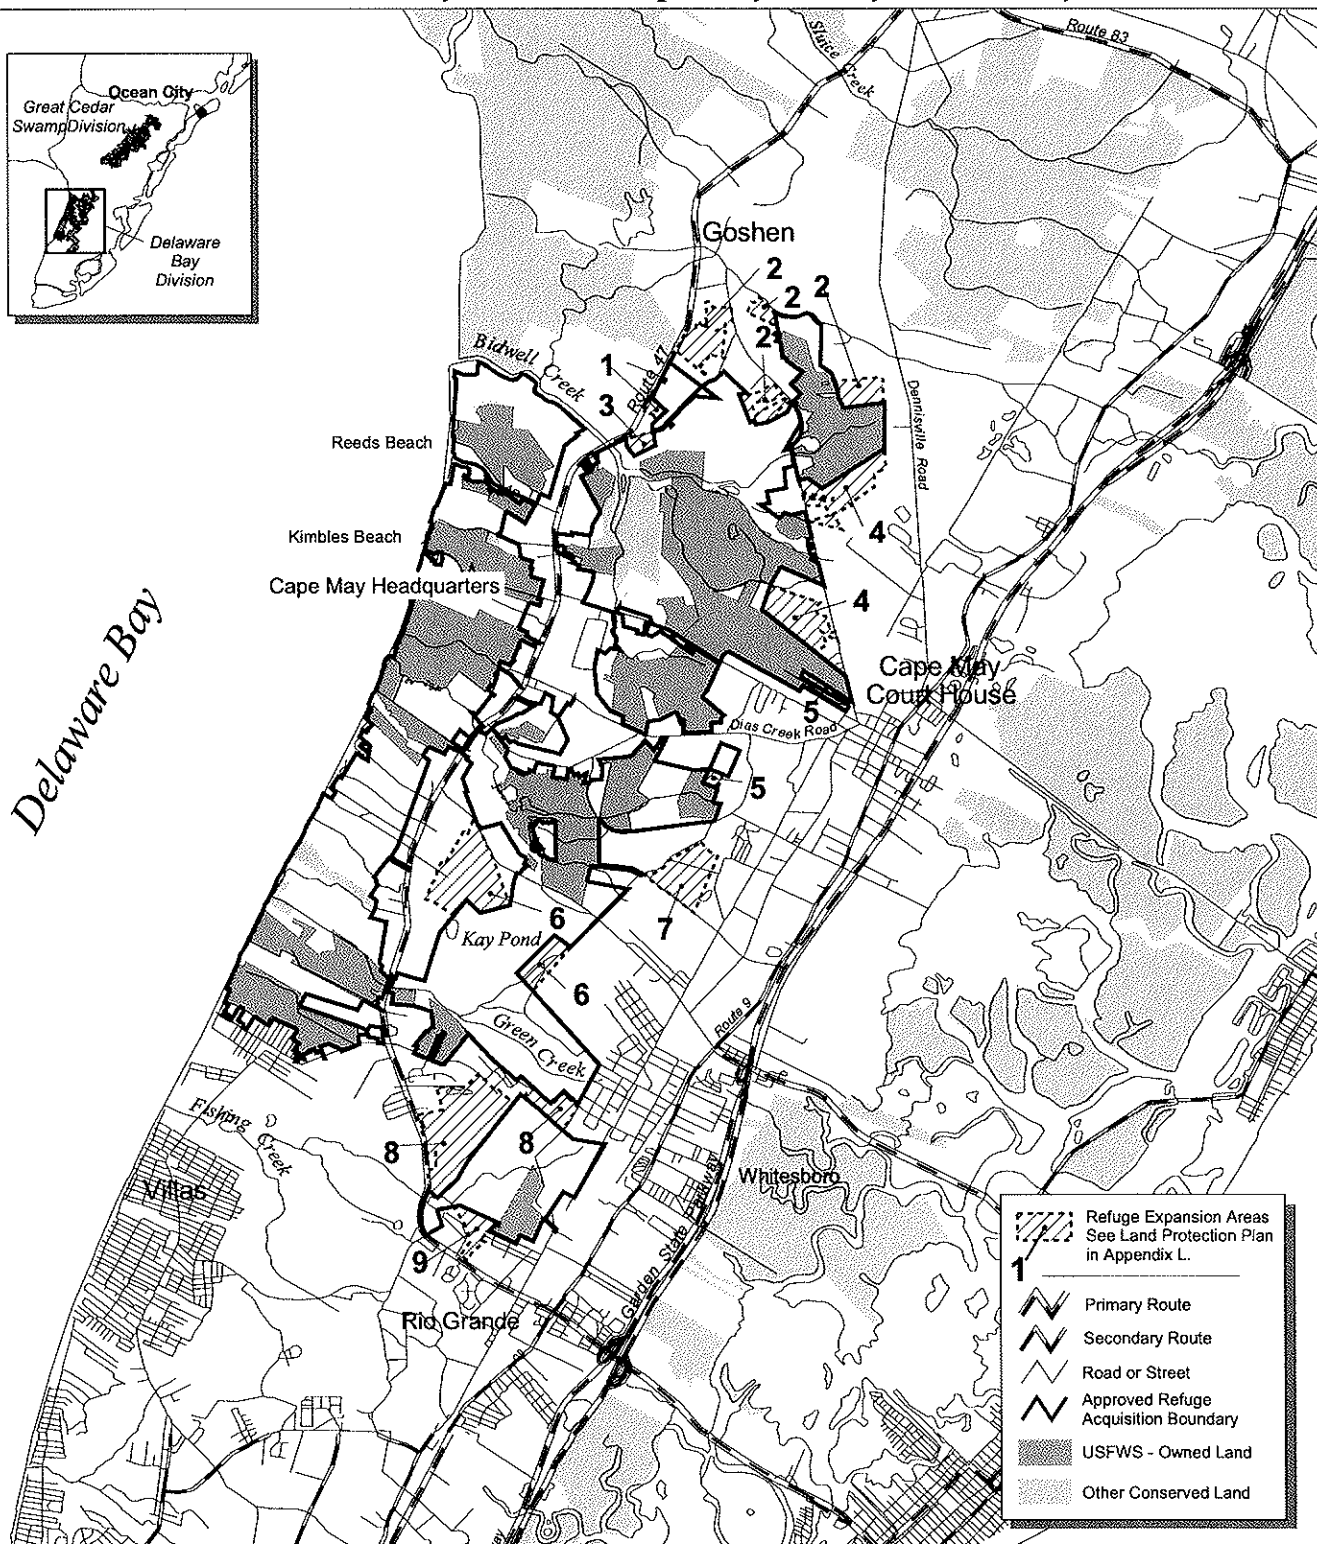 Route 83
Sluice Creek
Ocean City
Great Cedar
SwampDivision
Delaware
Bay
Division
Goshen
2
2
2
2
Bidwell
Creek
Route 47
1
3
Dennisville Road
Reeds Beach
4
Kimbles Beach
Cape May Headquarters
4
Delaware Bay
Cape May
Court House
5
Dias Creek Road
5
6
7
Kay Pond
6
Green Creek
Route 9
Fishing Creek
8
8
Villas
Whitesboro
Garden State Parkway
9
Rio Grande
Refuge Expansion Areas
See Land Protection Plan
in Appendix L.
1
Primary Route
Secondary Route
Road or Street
Approved Refuge
Acquisition Boundary
USFWS - Owned Land
Other Conserved Land